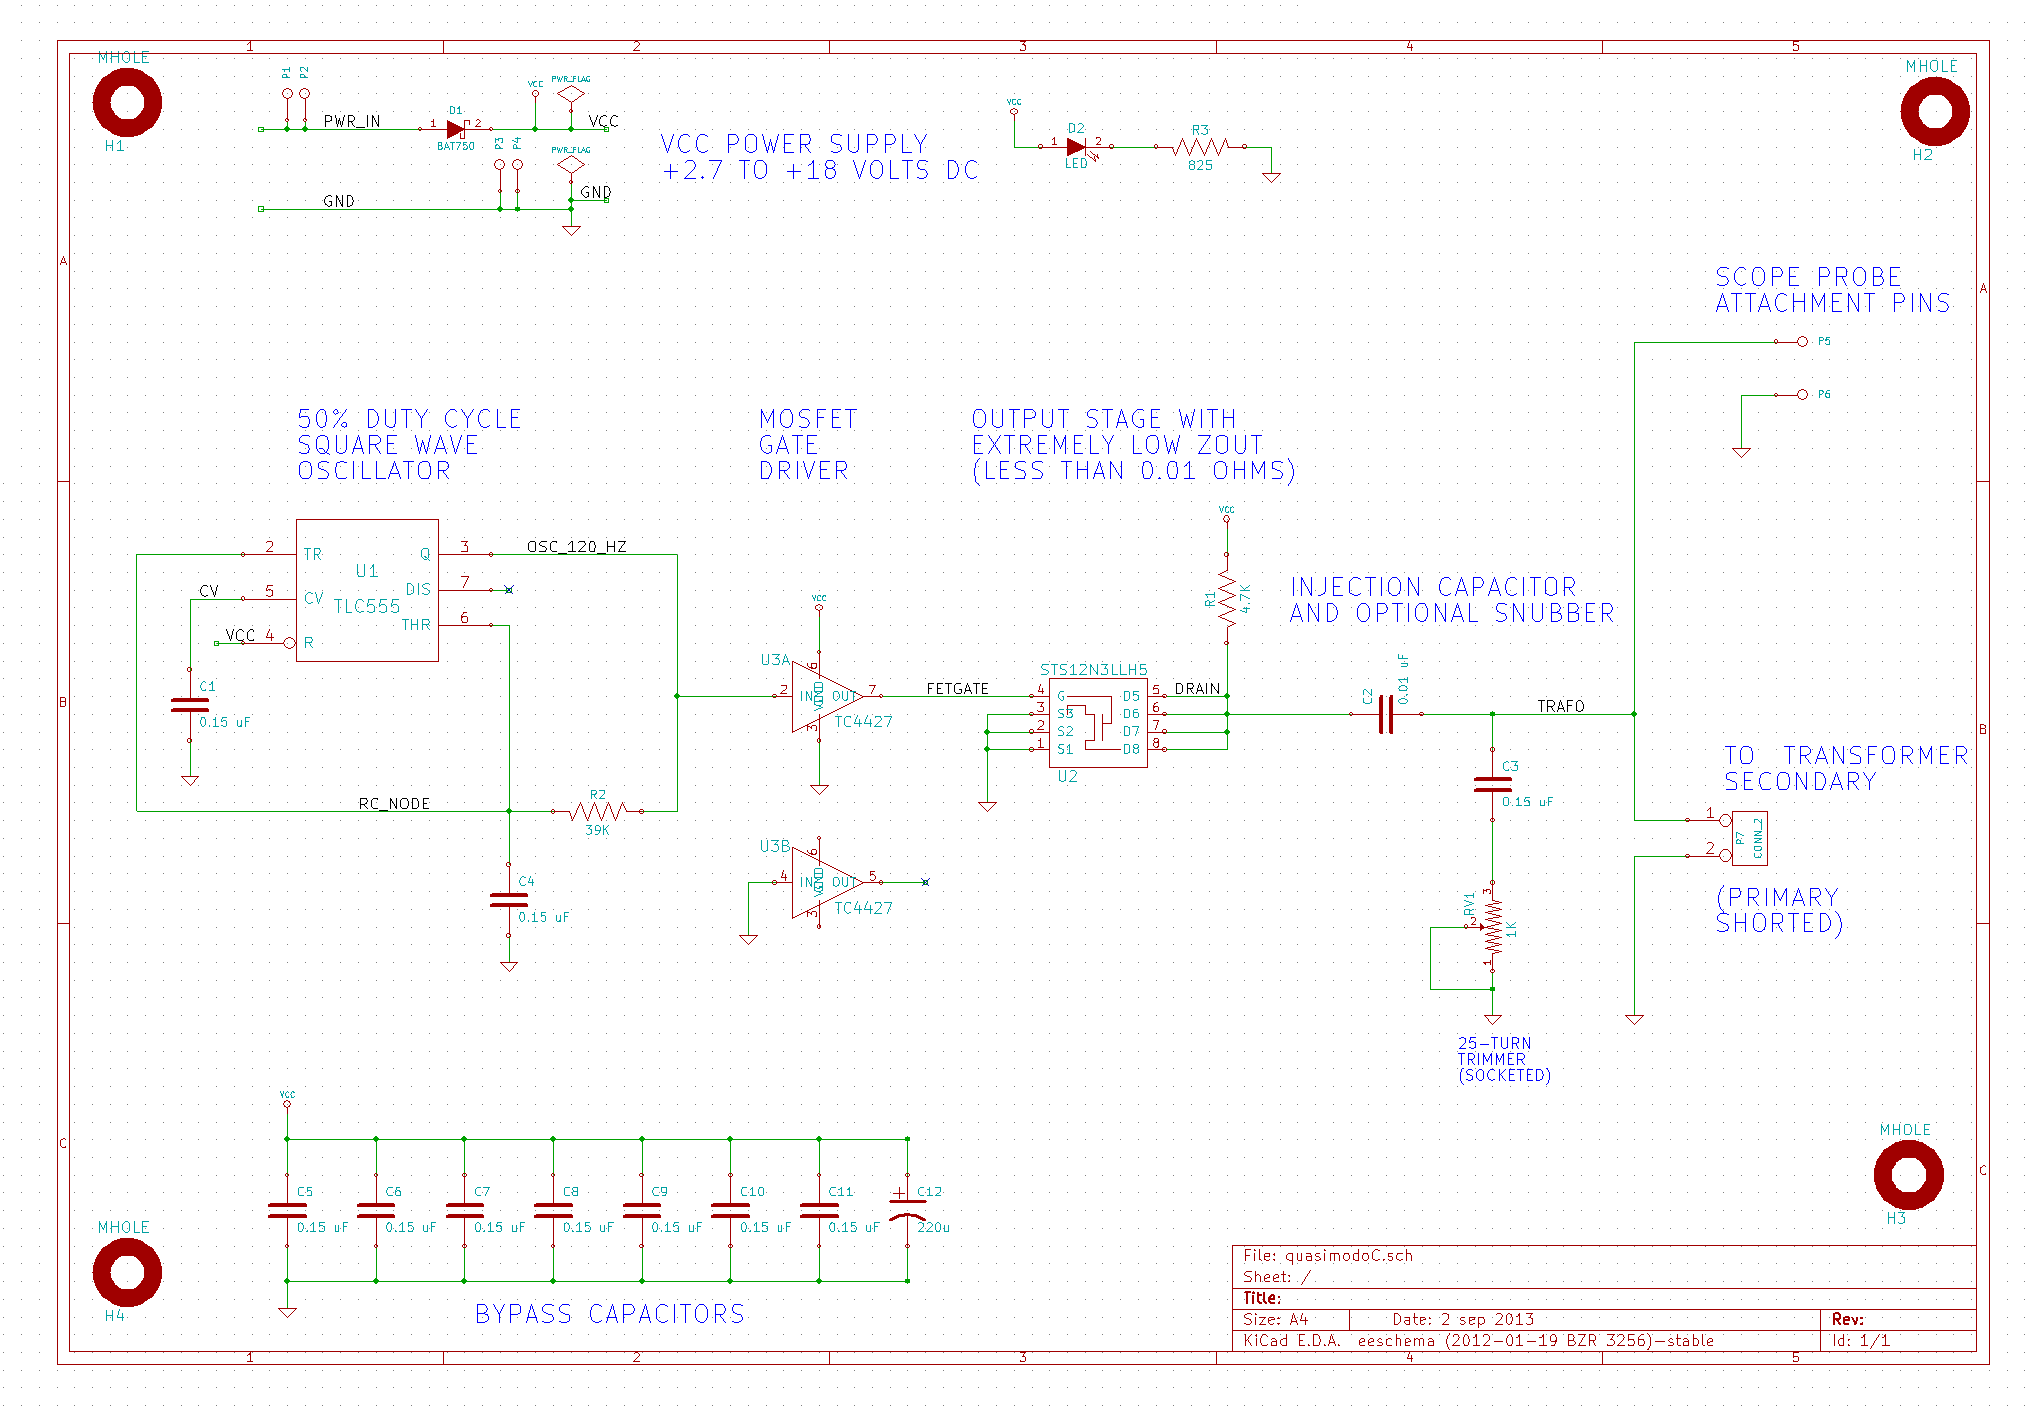 1
2
3
4
5
MHOLE
H1
P1
P2
PWR_IN
1
D1
2
BAT750
VCC
PWR_FLAG
VCC
P3
P4
PWR_FLAG
GND
GND
VCC POWER SUPPLY
+2.7 TO +18 VOLTS DC
VCC
1
D2
2
LED
R3
825
MHOLE
H2
A
A
SCOPE PROBE
ATTACHMENT PINS
P5
P6
50% DUTY CYCLE
SQUARE WAVE
OSCILLATOR
MOSFET
GATE
DRIVER
OUTPUT STAGE WITH
EXTREMELY LOW ZOUT
(LESS THAN 0.01 OHMS)
2
TR
Q
3
OSC_120_HZ
U1
TLC555
CV
5
CV
DIS
7
THR
6
VCC
4
R
C1
0.15 uF
RC_NODE
R2
39K
C4
0.15 uF
VCC
U3A
6
2
IN
VDD
GND
OUT
7
3
TC4427
FETGATE
U3B
6
4
IN
VDD
GND
OUT
5
3
TC4427
STS12N3LLH5
4
G
D5
5
DRAIN
3
S3
D6
6
2
S2
D7
7
1
S1
D8
8
U2
VCC
R1
4.7K
INJECTION CAPACITOR
AND OPTIONAL SNUBBER
C2
0.01 uF
TRAFO
C3
0.15 uF
RV1
3
2
1K
1
25-TURN
TRIMMER
(SOCKETED)
TO TRANSFORMER
SECONDARY
1
2
P7
CONN_2
(PRIMARY
SHORTED)
B
B
C
C
VCC
C5
0.15 uF
C6
0.15 uF
C7
0.15 uF
C8
0.15 uF
C9
0.15 uF
C10
0.15 uF
C11
0.15 uF
+
C12
220u
BYPASS CAPACITORS
MHOLE
H4
MHOLE
H3
File: quasimodoC.sch
Sheet: /
Title:
Size: A4
Date: 2 sep 2013
Rev:
KiCad E.D.A. eeschema (2012-01-19 BZR 3256)-stable
Id: 1/1
1
2
3
4
5